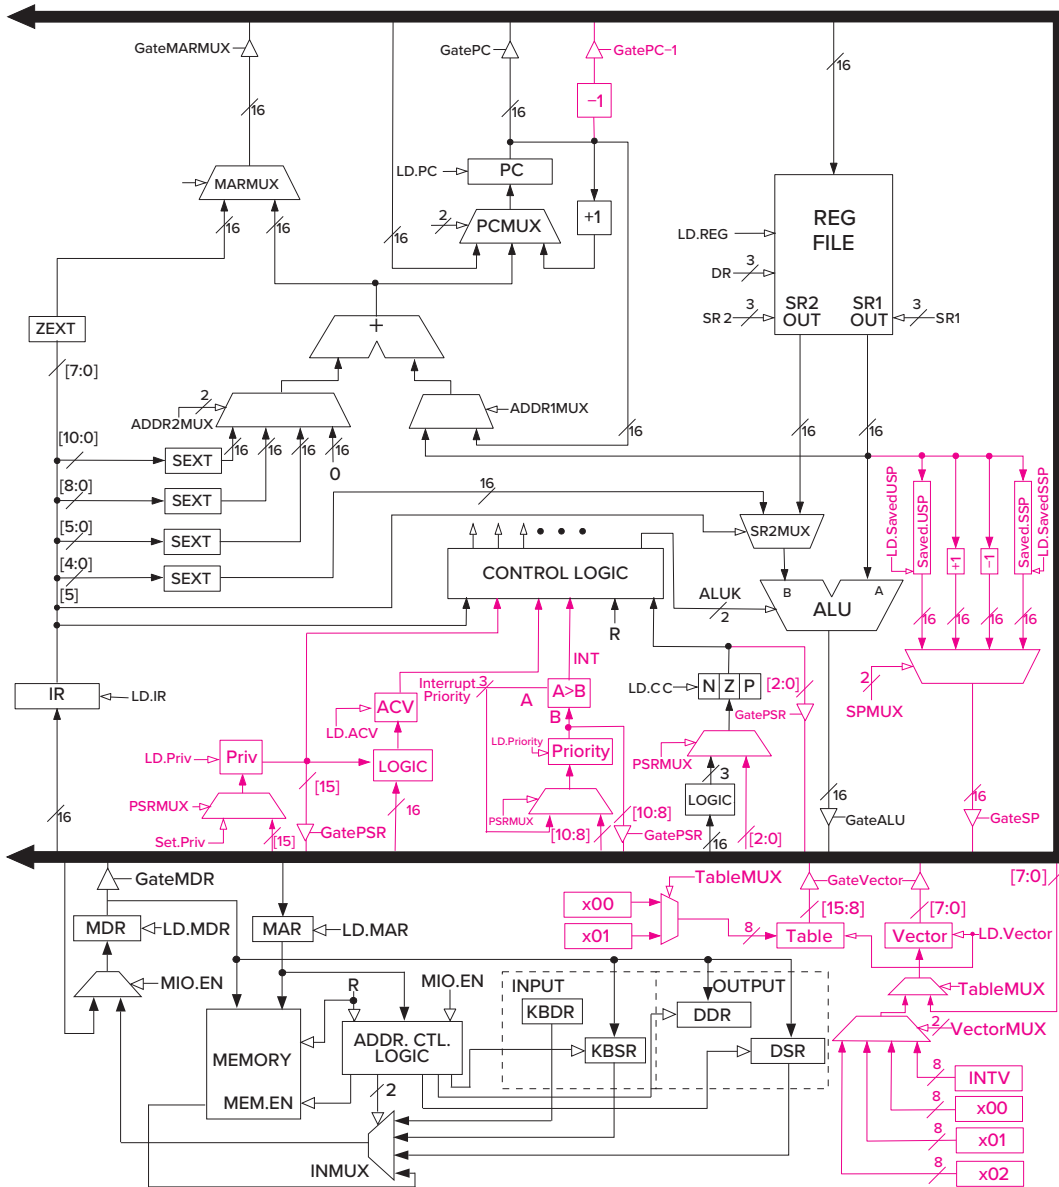 GateMARMUX
GatePC
GatePC−1
16
16
16
−1
MARMUX
LD.PC
PC
+1
2
PCMUX
16
16
16
REG
FILE
LD.REG
3
DR
SR2
OUT
SR1
OUT
3
SR2
3
SR1
ZEXT
[7:0]
+
2
ADDR2MUX
ADDR1MUX
16
16
16
16
0
16
16
16
[10:0]
SEXT
[8:0]
SEXT
[5:0]
SEXT
[4:0]
SEXT
[5]
16
SR2MUX
LD.SavedUSP
Saved.USP
+1
−1
Saved.SSP
LD.SavedSSP
CONTROL LOGIC
ALUK
2
B
A
ALU
16
16
16
16
R
INT
IR
LD.IR
Interrupt
Priority
3
A
A>B
B
LD.CC
N Z P
[2:0]
GatePSR
2
SPMUX
ACV
LD.ACV
LD.Priv
Priv
LOGIC
LD.Priority
Priority
PSRMUX
3
LOGIC
[15]
16
16
PSRMUX
PSRMUX
[10:8]
GatePSR
Set.Priv
[15]
GatePSR
[10:8]
16
[2:0]
16
GateALU
16
GateSP
GateMDR
MDR
LD.MDR
MAR
LD.MAR
TableMUX
x00
x01
8
GateVector
[15:8]
[7:0]
[7:0]
Table
Vector
LD.Vector
MIO.EN
R
MIO.EN
INPUT
OUTPUT
KBDR
DDR
TableMUX
2
VectorMUX
MEMORY
ADDR. CTL.
LOGIC
KBSR
DSR
MEM.EN
2
INMUX
8
INTV
8
x00
8
x01
8
x02